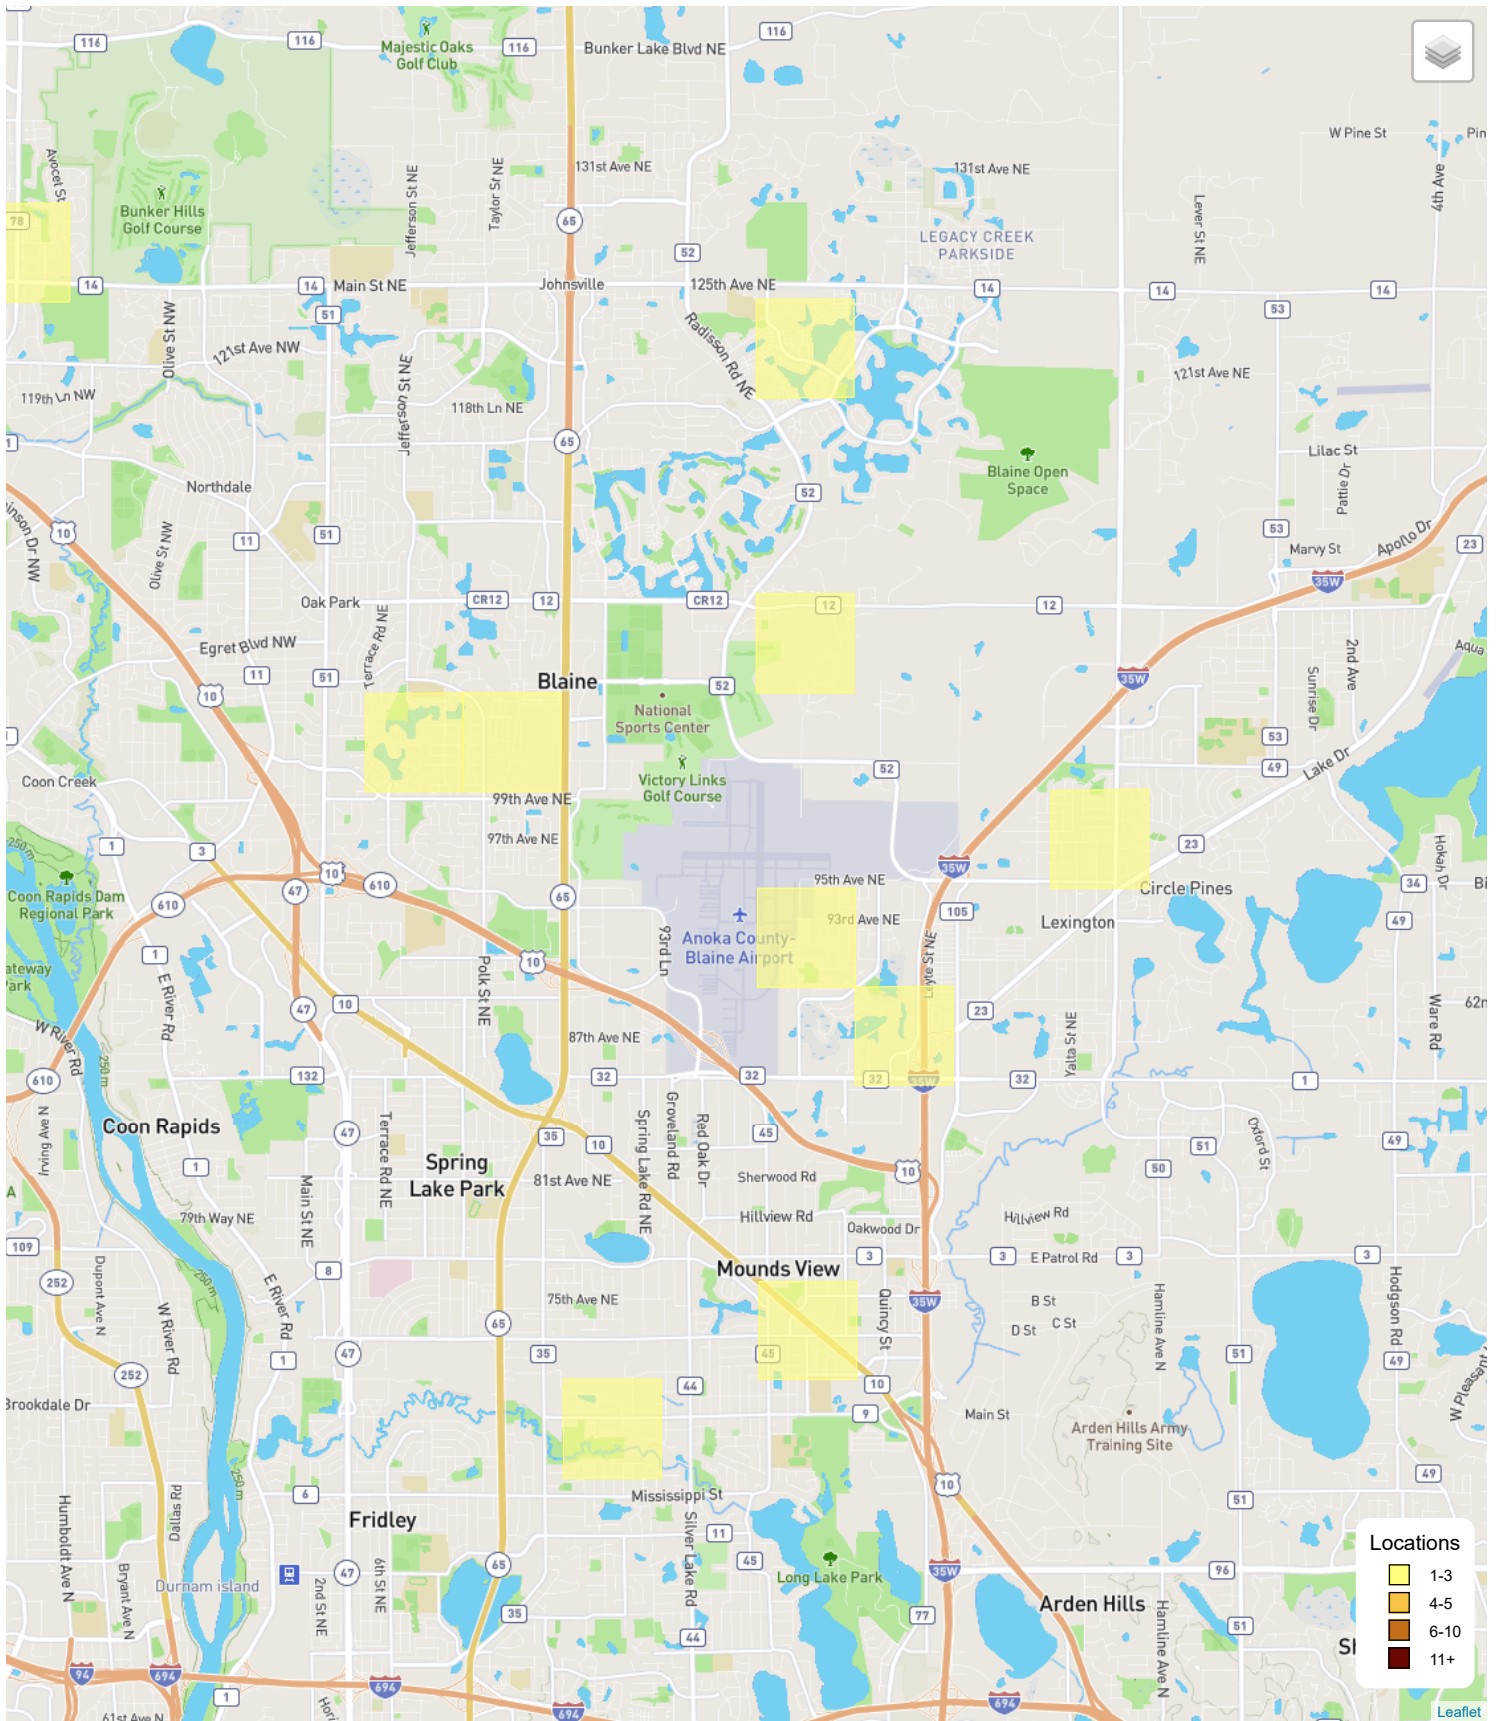 116
116
Majestic Oaks
Golf Club
116
Bunker Lake Blvd NE
116
W Pine St
Avocet St
Bunker Hills
Golf Course
78
Jefferson St NE
Taylor St NE
131st Ave NE
65
131st Ave NE
4th Ave
Lever St NE
52
LEGACY CREEK
PARKSIDE
14
14
Main St NE
Johnsville
125th Ave NE
14
14
14
51
53
Olive St NW
121st Ave NW
Radisson Rd NE
121st Ave NE
Jefferson St NE
119th Ln NW
118th Ln NE
1
65
Lilac St
Blaine Open
Space
Pattie Dr
Northdale
52
10
11
51
53
Apollo Dr
23
Olive St NW
Marvy St
35W
Oak Park
CR12
12
CR12
12
12
12
Terrace Rd NE
Egret Blvd NW
2nd Ave
Aqua
11
51
10
Blaine
52
35W
Sunrise Dr
National
Sports Center
53
Lake Dr
49
52
Coon Creek
Victory Links
Golf Course
99th Ave NE
97th Ave NE
250 m
1
3
23
Hokah Dr
35W
10
610
47
Coon Rapids Dam
Regional Park
610
65
95th Ave NE
Circle Pines
34
93rd Ave NE
105
Lexington
49
Anoka County-
Blaine Airport
93rd Ln
1
Polk St NE
10
E River Rd
47
10
23
Ware Rd
W River Rd
87th Ave NE
Yalta St NE
250 m
610
132
32
32
32
35W
32
1
Irving Ave N
Coon Rapids
47
Terrace Rd NE
35
10
Spring Lake Rd NE
Groveland Rd
Red Oak Dr
45
51
Oxford St
49
1
Spring
Lake Park
81st Ave NE
Sherwood Rd
10
50
Main St NE
79th Way NE
Hillview Rd
Oakwood Dr
Hillview Rd
109
3
3
E Patrol Rd
3
3
252
Dupont Ave N
250 m
8
Mounds View
E River Rd
W River Rd
75th Ave NE
Quincy St
35W
B St
C St
D St
Hamline Ave N
Hodgson Rd
65
47
1
35
45
51
49
252
44
10
W Pleasant
Brookdale Dr
9
Main St
Arden Hills Army
Training Site
250 m
49
6
Mississippi St
10
51
Humboldt Ave N
Dallas Rd
Fridley
Silver Lake Rd
11
45
65
47
6th St NE
2nd St NE
Bryant Ave N
Durnam island
Long Lake Park
35W
96
Locations
1-3
4-5
6-10
11+
35
77
Arden Hills
Hamline Ave N
51
44
94
694
694
1
694
694
61st Ave N
Leaflet